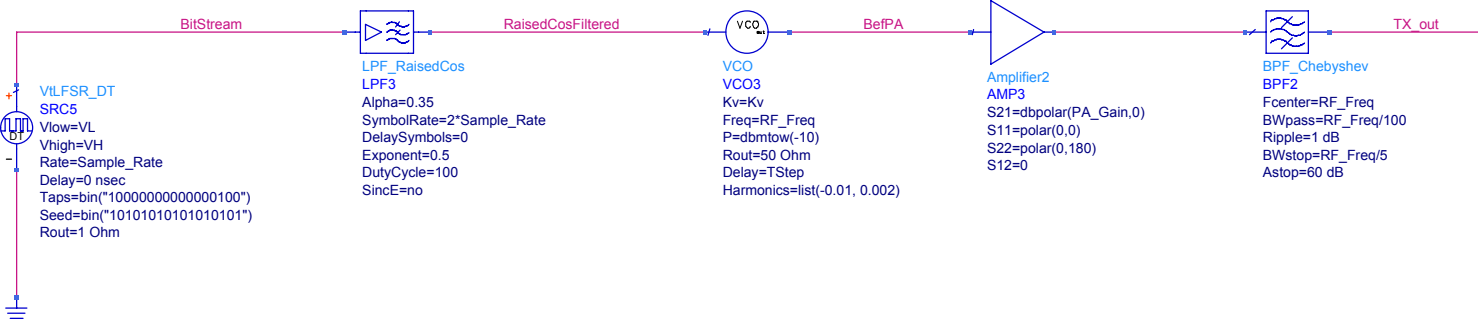 BitStream
RaisedCosFiltered
BefPA
TX_out
VCO
out
+
DT
-
VtLFSR_DT
SRC5
Vlow=VL
Vhigh=VH
Rate=Sample_Rate
Delay=0 nsec
Taps=bin("10000000000000100")
Seed=bin("10101010101010101")
Rout=1 Ohm
LPF_RaisedCos
LPF3
Alpha=0.35
SymbolRate=2*Sample_Rate
DelaySymbols=0
Exponent=0.5
DutyCycle=100
SincE=no
VCO
VCO3
Kv=Kv
Freq=RF_Freq
P=dbmtow(-10)
Rout=50 Ohm
Delay=TStep
Harmonics=list(-0.01, 0.002)
Amplifier2
AMP3
S21=dbpolar(PA_Gain,0)
S11=polar(0,0)
S22=polar(0,180)
S12=0
BPF_Chebyshev
BPF2
Fcenter=RF_Freq
BWpass=RF_Freq/100
Ripple=1 dB
BWstop=RF_Freq/5
Astop=60 dB